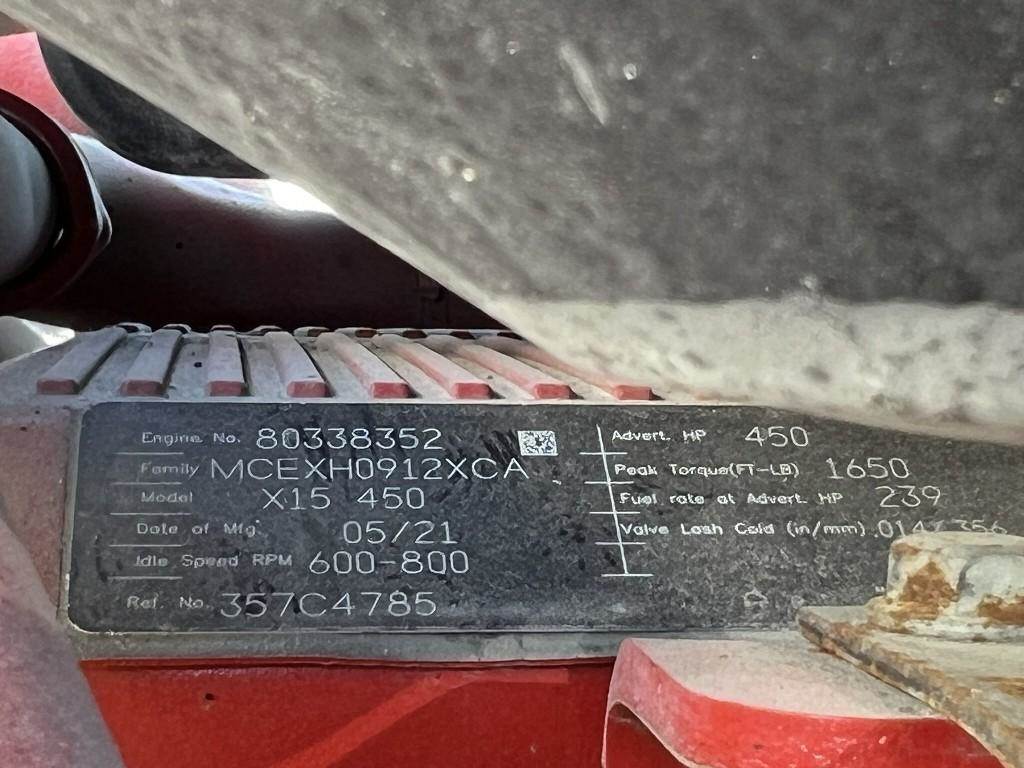 Engine No. 80338352
Family MCEXH0912XCA
Model X15 450
Date of Mfg. 05/21
Idle Speed RPM 600-800
Ref. No. 357C4785
Advert. HP 450
Peak Torque(FT-LB) 1650
Fuel rate at Advert. HP 239
Valve Lash Cold (in/mm) .014/.356